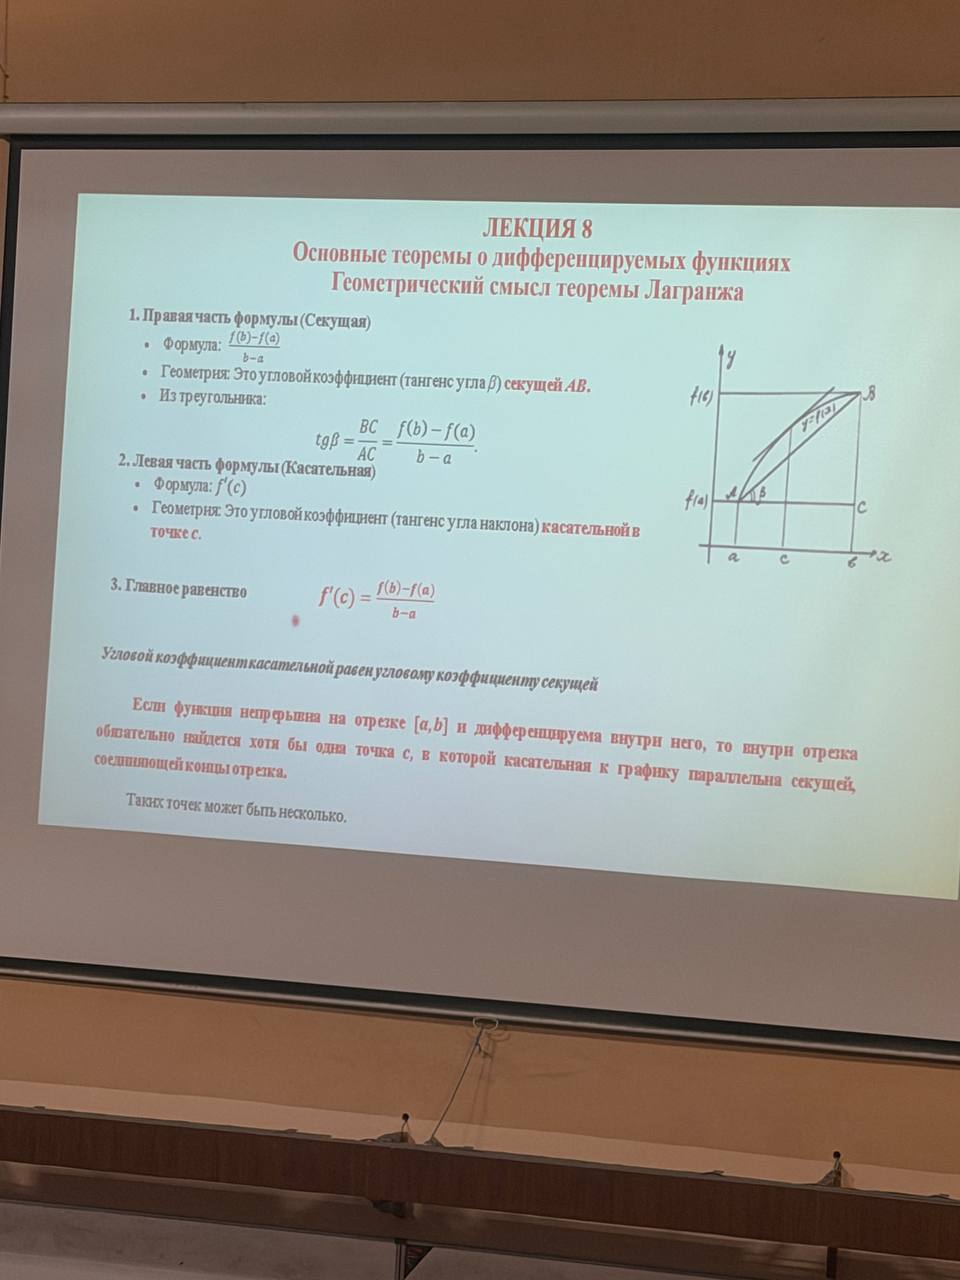 ЛЕКЦИЯ 8
Основные теоремы о дифференцируемых функциях
Геометрический смысл теоремы Лагранжа
1. Правая часть формулы (Секущая)
• Формула: f(b)−f(a) / b−a
• Геометрия: Это угловой коэффициент (тангенс угла β) секущей AB.
• Из треугольника:
tgβ = BC / AC = f(b) − f(a) / b − a.
2. Левая часть формулы (Касательная)
• Формула: f′(c)
• Геометрия: Это угловой коэффициент (тангенс угла наклона) касательной в
точке c.
3. Главное равенство
f′(c) = f(b)−f(a) / b−a
Угловой коэффициент касательной равен угловому коэффициенту секущей
Если функция непрерывна на отрезке [a,b] и дифференцируема внутри него, то внутри отрезка
обязательно найдется хотя бы одна точка c, в которой касательная к графику параллельна секущей,
соединяющей концы отрезка.
Таких точек может быть несколько.
y
f(b)
B
y=f(x)
f(a)
A
β
C
a
c
b
x